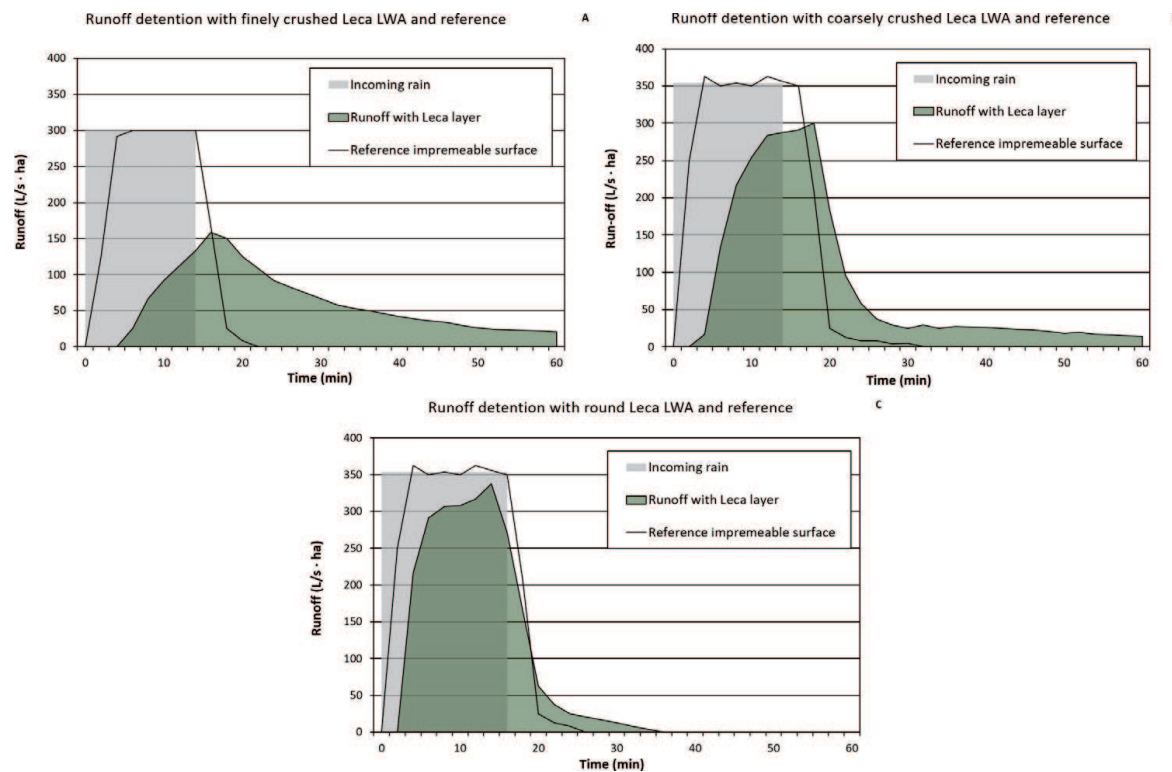 Runoff detention with finely crushed Leca LWA and reference
A
400
350
300
250
200
150
100
50
0
Runoff (L/s · ha)
Incoming rain
Runoff with Leca layer
Reference impremeable surface
0 10 20 30 40 50 60
Time (min)
Runoff detention with coarsely crushed Leca LWA and reference
400
350
300
250
200
150
100
50
0
Run-off (L/s · ha)
Incoming rain
Runoff with Leca layer
Reference impremeable surface
0 10 20 30 40 50 60
Time (min)
Runoff detention with round Leca LWA and reference
C
400
350
300
250
200
150
100
50
0
Runoff (L/s · ha)
Incoming rain
Runoff with Leca layer
Reference impremeable surface
0 10 20 30 40 50 60
Time (min)